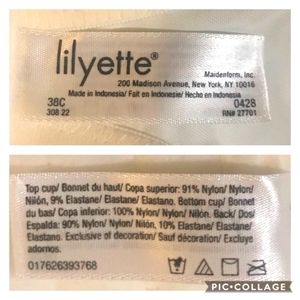 lilyette®
Maidenform, Inc.
200 Madison Avenue, New York, NY 10016
Made in Indonesia/ Fait en Indonesie/ Hecho en Indonesia
38C 0428
308 22 RN# 27701
Top cup/ Bonnet du haut/ Copa superior: 91% Nylon/ Nylon/
Nilón, 9% Elastane/ Elastane/ Elastano. Bottom cup/ Bonnet
du bas/ Copa inferior: 100% Nylon/ Nylon/ Nilón. Back/ Dos/
Espalda: 90% Nylon/ Nylon/ Nilón, 10% Elastane/ Elastane/
Elastano. Exclusive of decoration/ Sauf décoration/ Excluye
adornos.
017626393768
PIC•COLLAGE